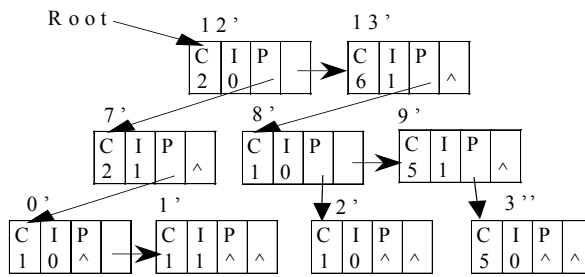 Root
12' 13'
C I P C I P
2 0 6 1 ^
7' 8' 9'
C I P C I P C I P
2 1 ^ 1 0 5 1 ^
0' 1' 2' 3''
C I P C I P C I P C I P
1 0 ^ 1 1 ^ ^ 1 0 ^ ^ 5 0 ^ ^